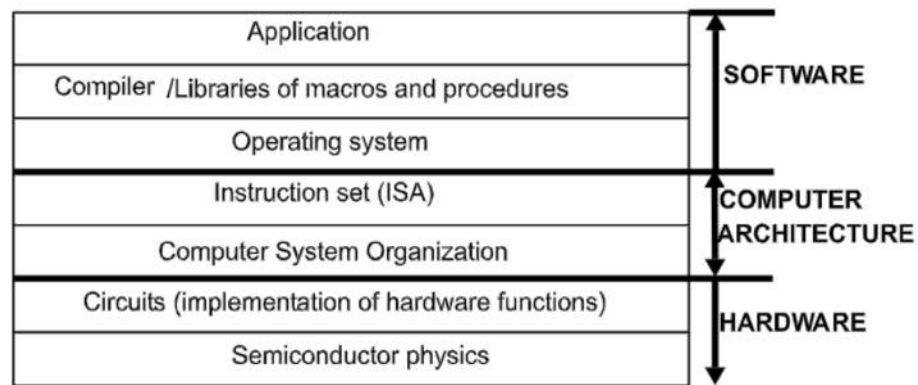 Application
Compiler /Libraries of macros and procedures
SOFTWARE
Operating system
Instruction set (ISA)
COMPUTER
ARCHITECTURE
Computer System Organization
Circuits (implementation of hardware functions)
HARDWARE
Semiconductor physics